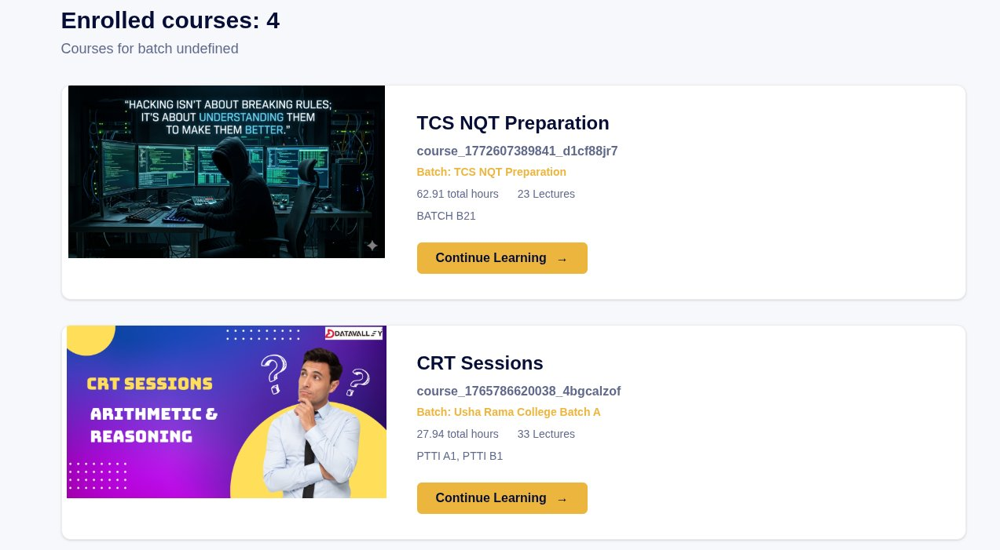 Enrolled courses: 4
Courses for batch undefined
“HACKING ISN’T ABOUT BREAKING RULES;
IT’S ABOUT UNDERSTANDING THEM
TO MAKE THEM BETTER.”
TCS NQT Preparation
course_1772607389841_d1cf88jr7
Batch: TCS NQT Preparation
62.91 total hours 23 Lectures
BATCH B21
Continue Learning →
DATAVALLEY
CRT SESSIONS
ARITHMETIC &
REASONING
CRT Sessions
course_1765786620038_4bgcalzof
Batch: Usha Rama College Batch A
27.94 total hours 33 Lectures
PTTI A1, PTTI B1
Continue Learning →